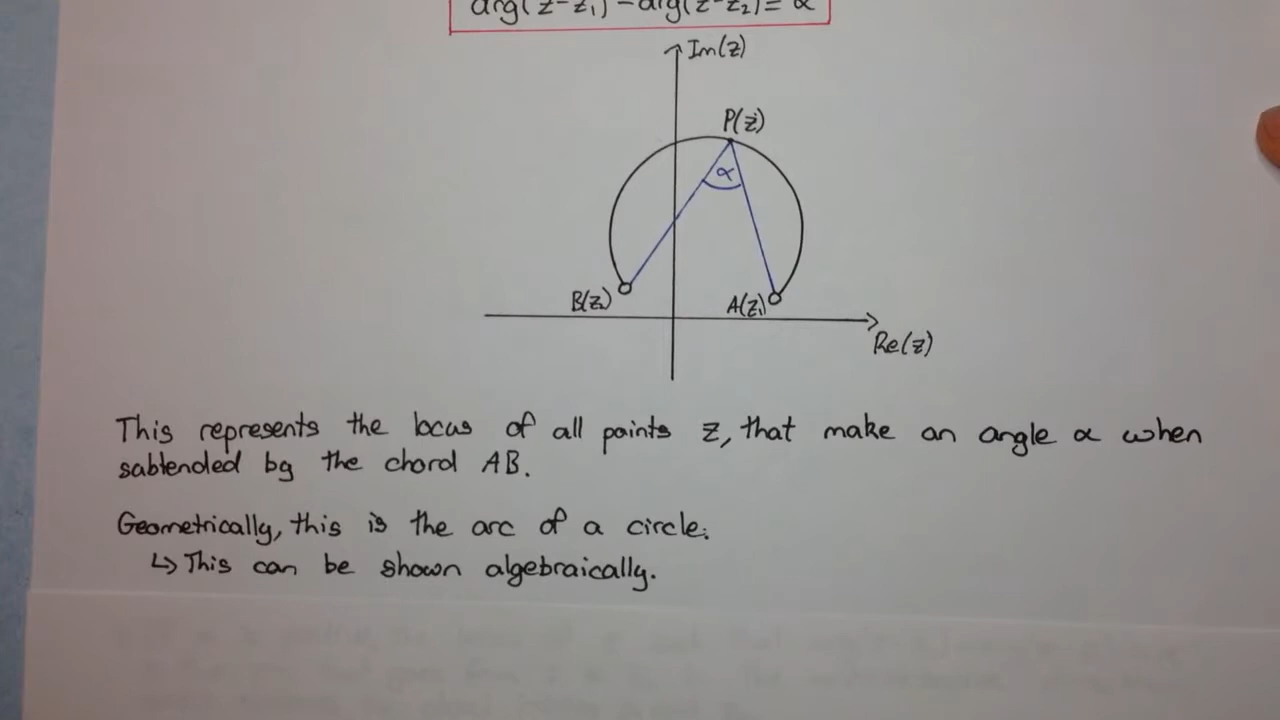 arg(z-z₁) - arg(z-z₂) = α
Im(z)
P(z)
α
B(z₂)
A(z₁)
Re(z)
This represents the locus of all points z, that make an angle α when
subtended by the chord AB.
Geometrically, this is the arc of a circle.
↳ This can be shown algebraically.